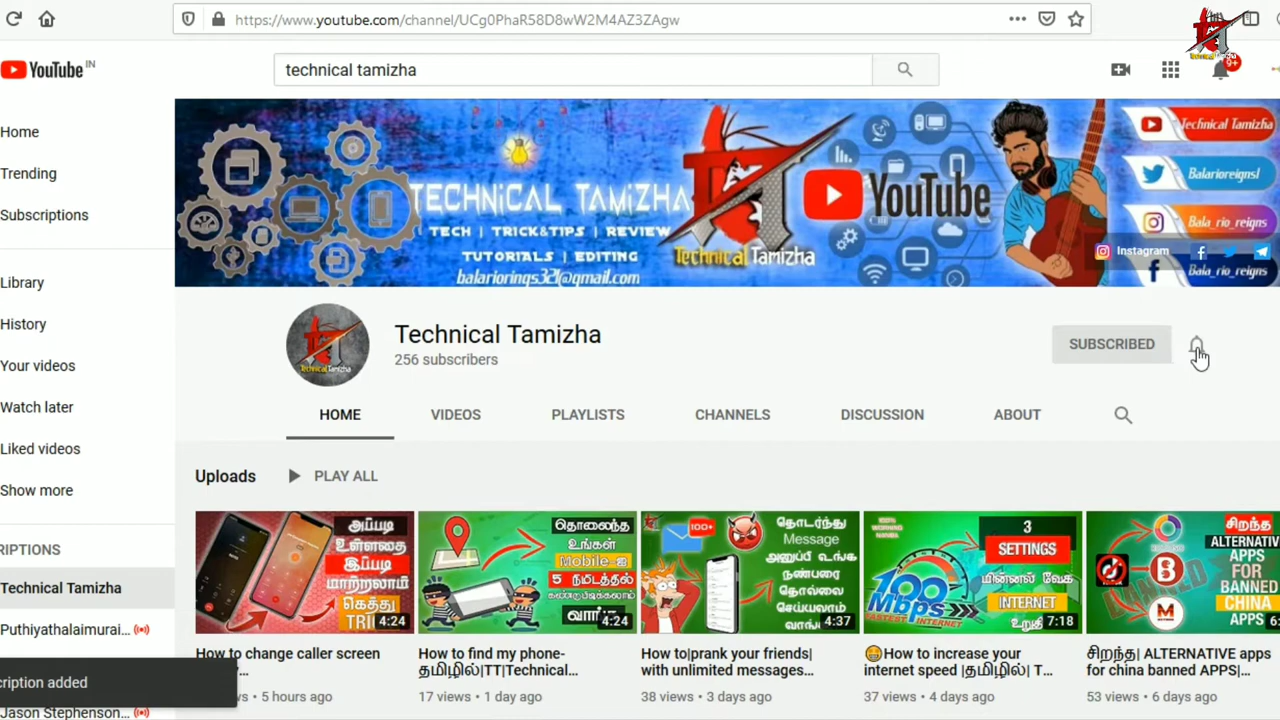 https://www.youtube.com/channel/UCg0PhaR58D8wW2M4AZ3ZAgw
YouTube IN
technical tamizha
9+
Home
Trending
Subscriptions
Library
History
Your videos
Watch later
Liked videos
Show more
RIPTIONS
Technical Tamizha
Puthiyathalaimurai...
cription added
Jason Stephenson...
TECHNICAL TAMIZHA
TECH | TRICK&TIPS | REVIEW
TUTORIALS | EDITING
balariorings321@gmail.com
Technical Tamizha
YouTube
Technical Tamizha
Balarioreigns1
Bala_rio_reigns
Instagram
Bala_rio_reigns
Technical Tamizha
256 subscribers
SUBSCRIBED
HOME
VIDEOS
PLAYLISTS
CHANNELS
DISCUSSION
ABOUT
Uploads
PLAY ALL
அப்படி
உள்ளதை
இப்படி
மாற்றலாம்
கெத்து
4:24
How to change caller screen
ws • 5 hours ago
தொலைந்த
உங்கள்
Mobile ஐ
5 நிமிடத்தில்
4:24
How to find my phone-
தமிழில்|TT|Technical...
17 views • 1 day ago
100+
தொடர்ந்து
Message
அனுப்பி உங்க
நண்பரை
தொல்லை
செய்யலாம்
4:37
How to|prank your friends|
with unlimited messages...
38 views • 3 days ago
3
SETTINGS
மின்னல் வேக
INTERNET
உறுதி
100
Mbps
FASTEST INTERNET
7:18
😄How to increase your
internet speed |தமிழில்| T...
37 views • 4 days ago
சிறந்த
ALTERNATIV
APPS
FOR
BANNED
CHINA
APPS
6:
சிறந்த| ALTERNATIVE apps
for china banned APPS|...
53 views • 6 days ago